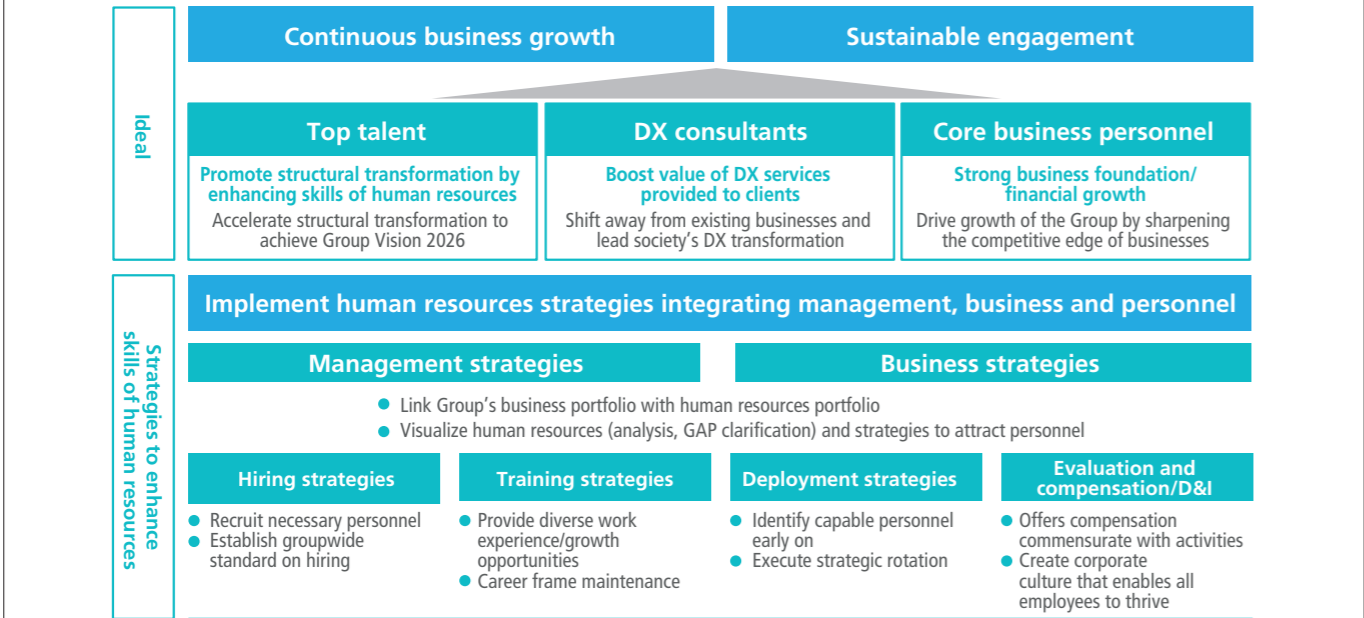 Ideal
Continuous business growth
Sustainable engagement
Top talent
Promote structural transformation by
enhancing skills of human resources
Accelerate structural transformation to
achieve Group Vision 2026
DX consultants
Boost value of DX services
provided to clients
Shift away from existing businesses and
lead society's DX transformation
Core business personnel
Strong business foundation/
financial growth
Drive growth of the Group by sharpening
the competitive edge of businesses
Strategies to enhance
skills of human resources
Implement human resources strategies integrating management, business and personnel
Management strategies
Business strategies
● Link Group's business portfolio with human resources portfolio
● Visualize human resources (analysis, GAP clarification) and strategies to attract personnel
Hiring strategies
● Recruit necessary personnel
● Establish groupwide
standard on hiring
Training strategies
● Provide diverse work
experience/growth
opportunities
● Career frame maintenance
Deployment strategies
● Identify capable personnel
early on
● Execute strategic rotation
Evaluation and
compensation/D&I
● Offers compensation
commensurate with activities
● Create corporate
culture that enables all
employees to thrive